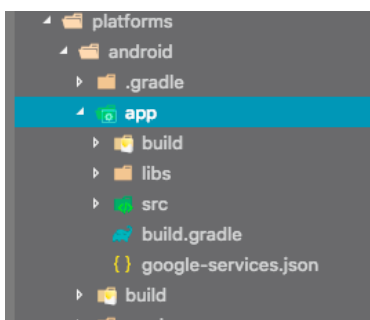 platforms
android
.gradle
app
build
libs
src
build.gradle
{} google-services.json
build